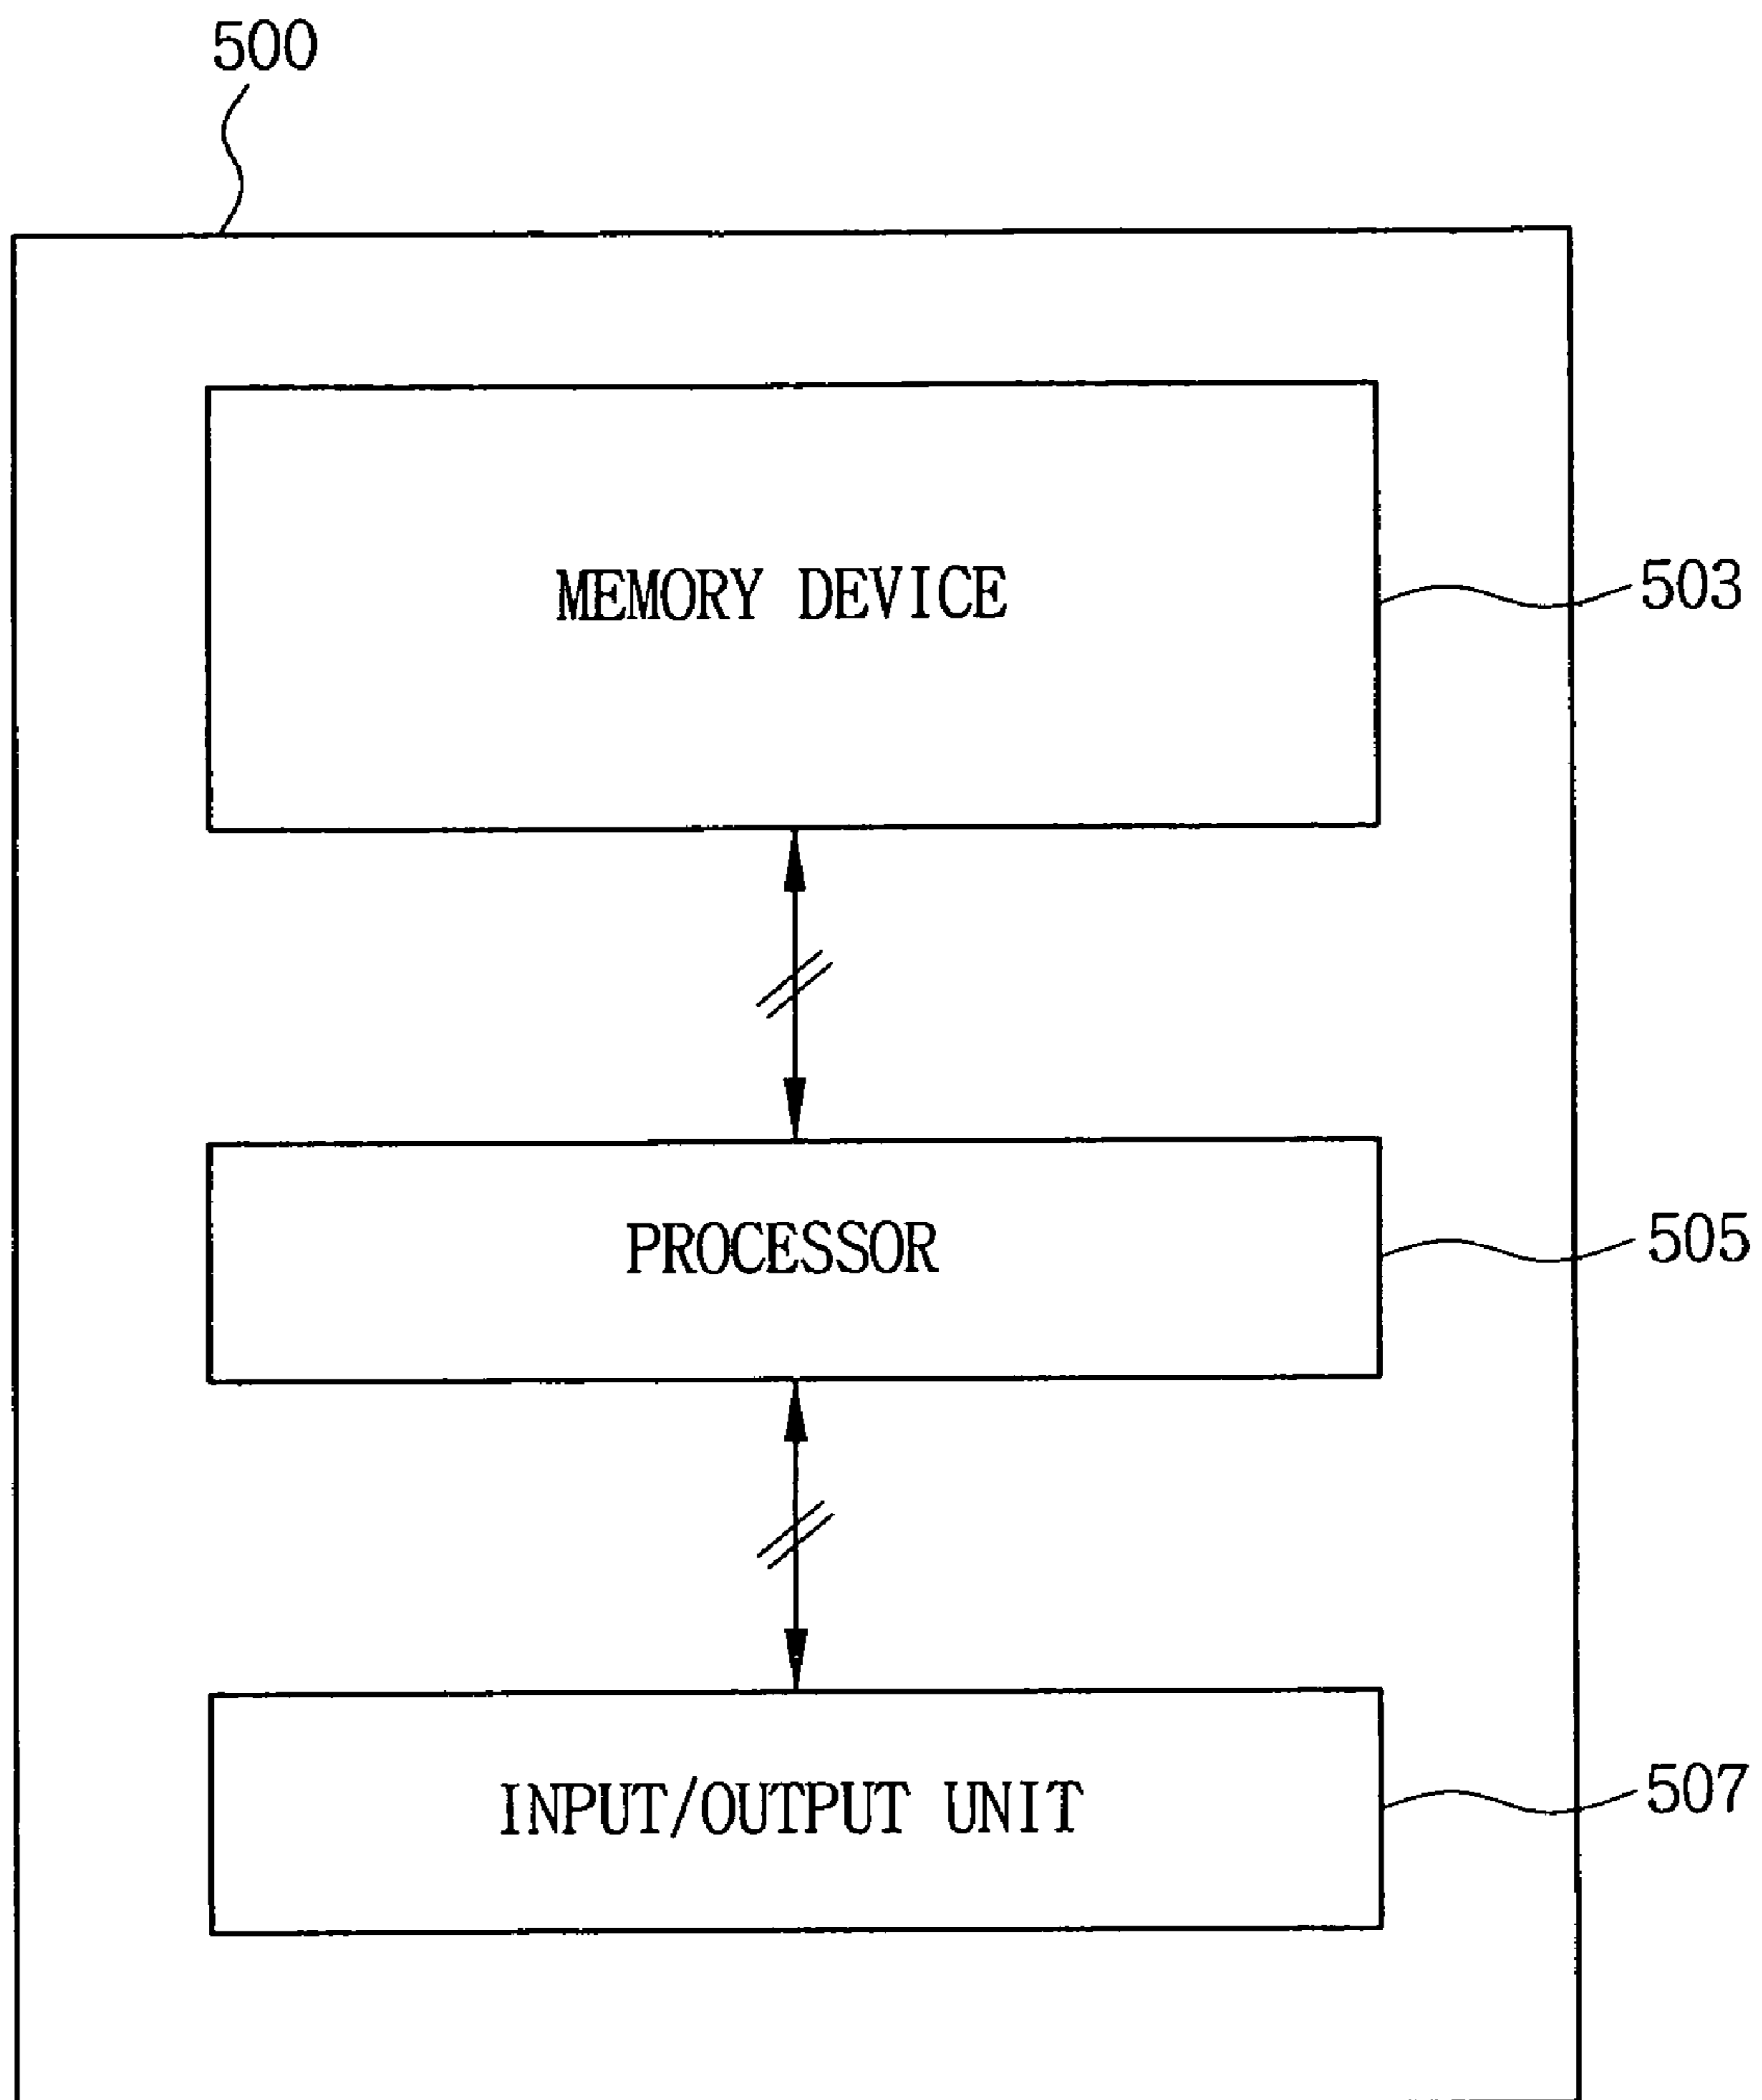 500
MEMORY DEVICE
503
PROCESSOR
505
INPUT/OUTPUT UNIT
507